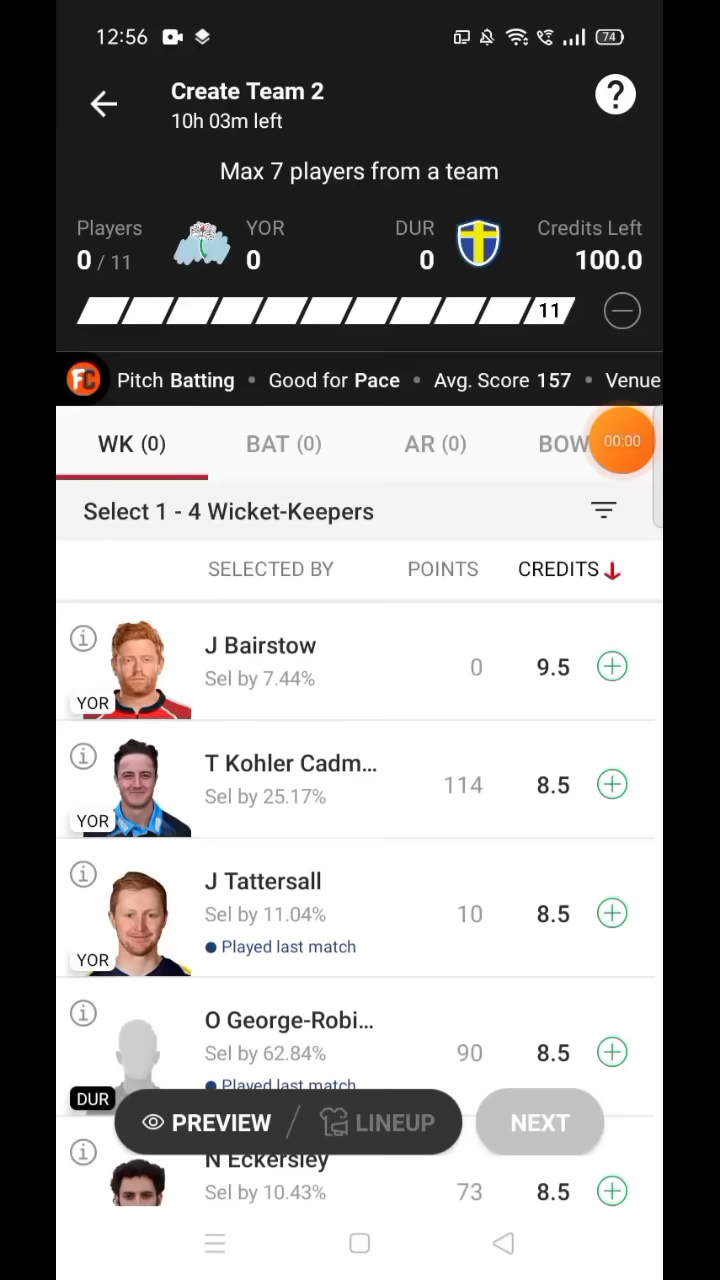 12:56
74
Create Team 2
10h 03m left
?
Max 7 players from a team
Players
YOR
DUR
Credits Left
0 / 11
0
0
100.0
11
FC Pitch Batting • Good for Pace • Avg. Score 157 • Venue
WK (0)
BAT (0)
AR (0)
BOW
00:00
Select 1 - 4 Wicket-Keepers
SELECTED BY
POINTS
CREDITS
J Bairstow
Sel by 7.44%
0
9.5
YOR
T Kohler Cadm...
Sel by 25.17%
114
8.5
YOR
J Tattersall
Sel by 11.04%
10
8.5
Played last match
YOR
O George-Robi...
Sel by 62.84%
90
8.5
Played last match
DUR
PREVIEW / LINEUP
NEXT
N Eckersley
Sel by 10.43%
73
8.5